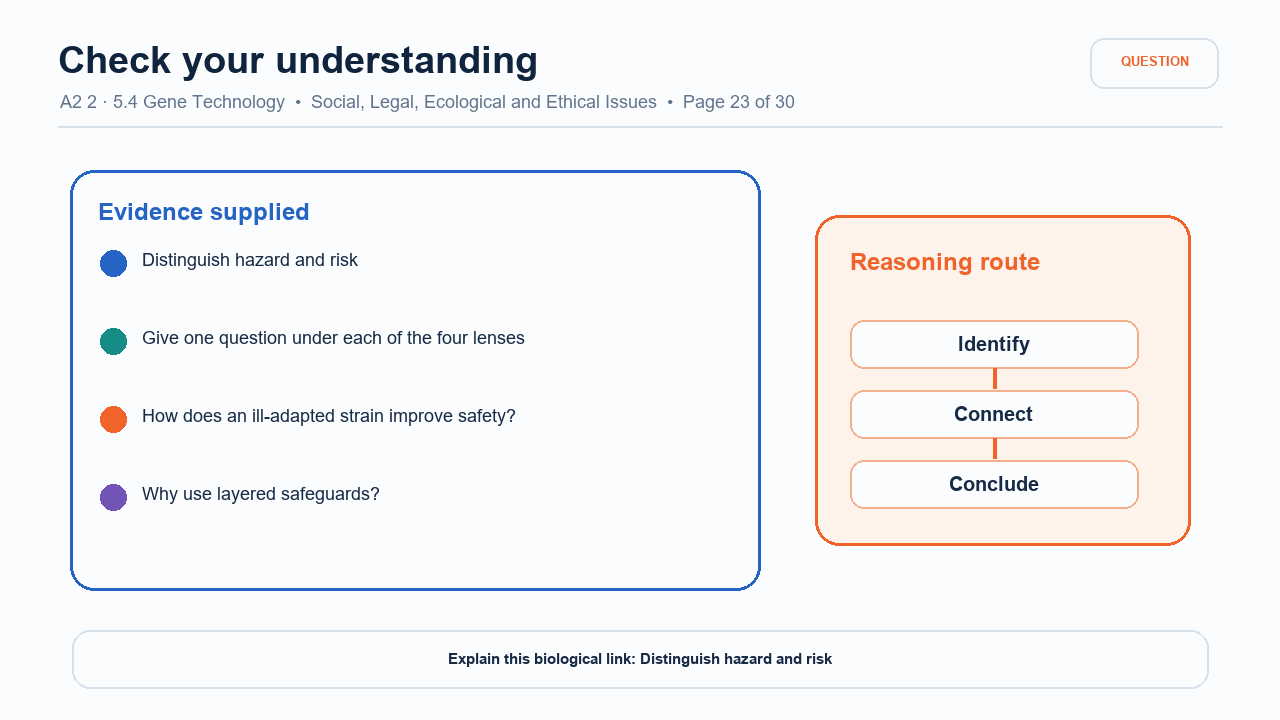 Check your understanding
QUESTION
A2 2 · 5.4 Gene Technology • Social, Legal, Ecological and Ethical Issues • Page 23 of 30
Evidence supplied
Distinguish hazard and risk
Give one question under each of the four lenses
How does an ill-adapted strain improve safety?
Why use layered safeguards?
Reasoning route
Identify
Connect
Conclude
Explain this biological link: Distinguish hazard and risk